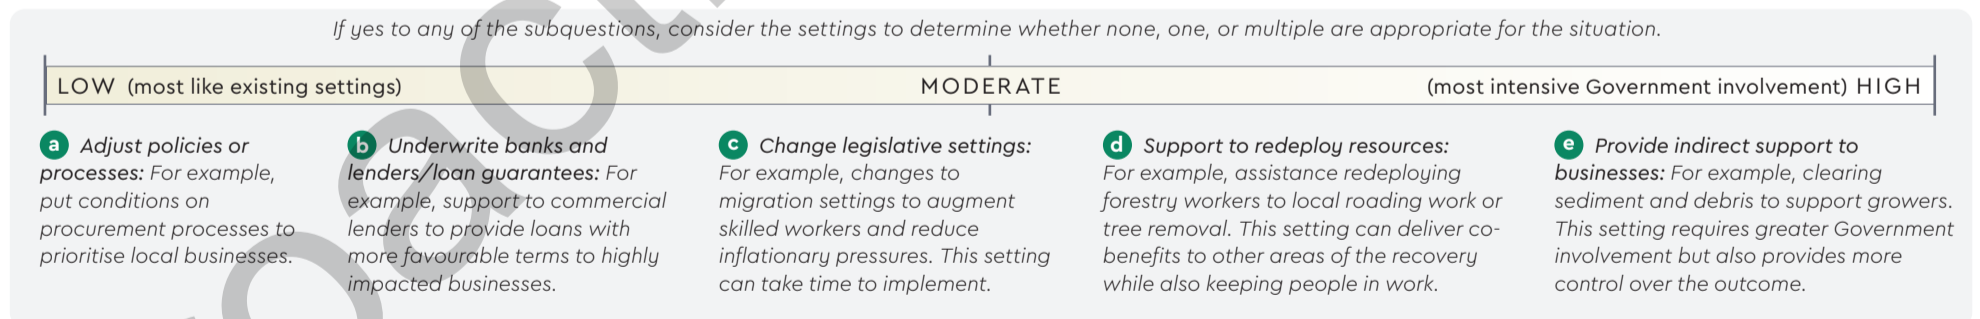 If yes to any of the subquestions, consider the settings to determine whether none, one, or multiple are appropriate for the situation.
LOW (most like existing settings)
MODERATE
(most intensive Government involvement) HIGH
a Adjust policies or
processes: For example,
put conditions on
procurement processes to
prioritise local businesses.
b Underwrite banks and
lenders/loan guarantees: For
example, support to commercial
lenders to provide loans with
more favourable terms to highly
impacted businesses.
c Change legislative settings:
For example, changes to
migration settings to augment
skilled workers and reduce
inflationary pressures. This setting
can take time to implement.
d Support to redeploy resources:
For example, assistance redeploying
forestry workers to local roading work or
tree removal. This setting can deliver co-
benefits to other areas of the recovery
while also keeping people in work.
e Provide indirect support to
businesses: For example, clearing
sediment and debris to support growers.
This setting requires greater Government
involvement but also provides more
control over the outcome.